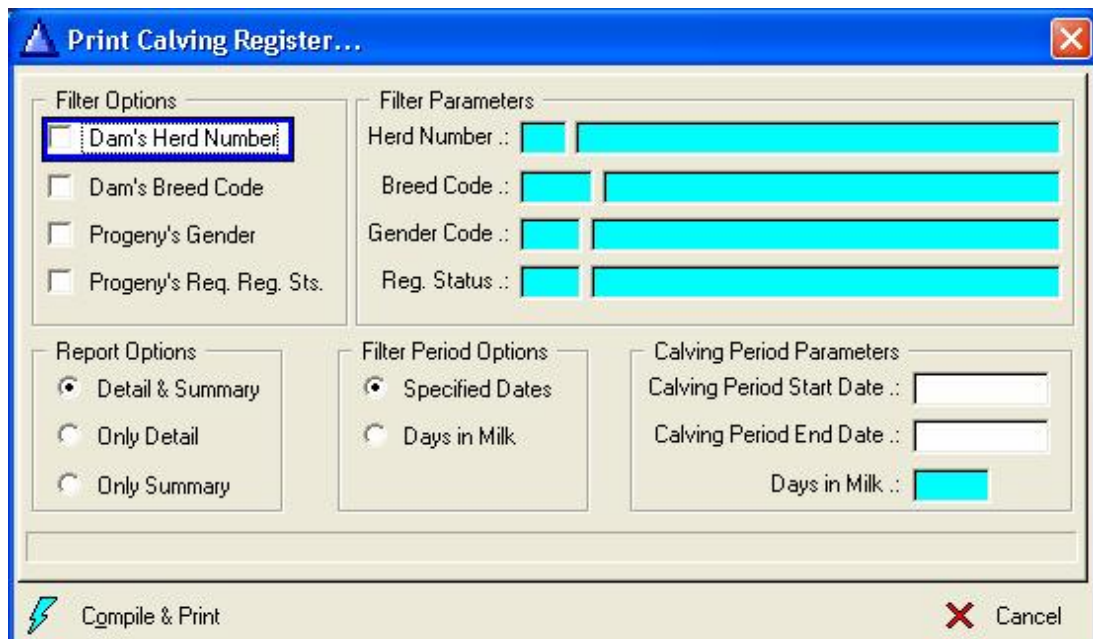 Print Calving Register...
Filter Options
Dam's Herd Number
Dam's Breed Code
Progeny's Gender
Progeny's Req. Reg. Sts.
Filter Parameters
Herd Number .:
Breed Code .:
Gender Code .:
Reg. Status .:
Report Options
Detail & Summary
Only Detail
Only Summary
Filter Period Options
Specified Dates
Days in Milk
Calving Period Parameters
Calving Period Start Date .:
Calving Period End Date .:
Days in Milk .:
Compile & Print
Cancel